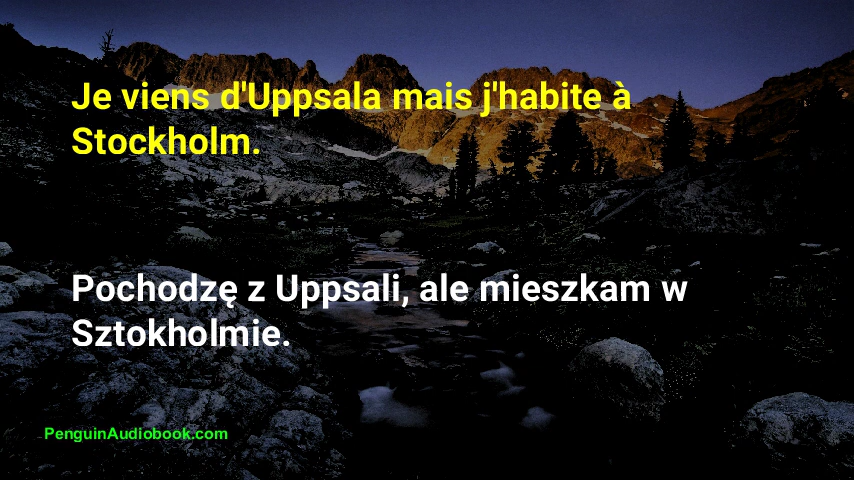 Je viens d'Uppsala mais j'habite à
Stockholm.
Pochodzę z Uppsali, ale mieszkam w
Sztokholmie.
PenguinAudiobook.com